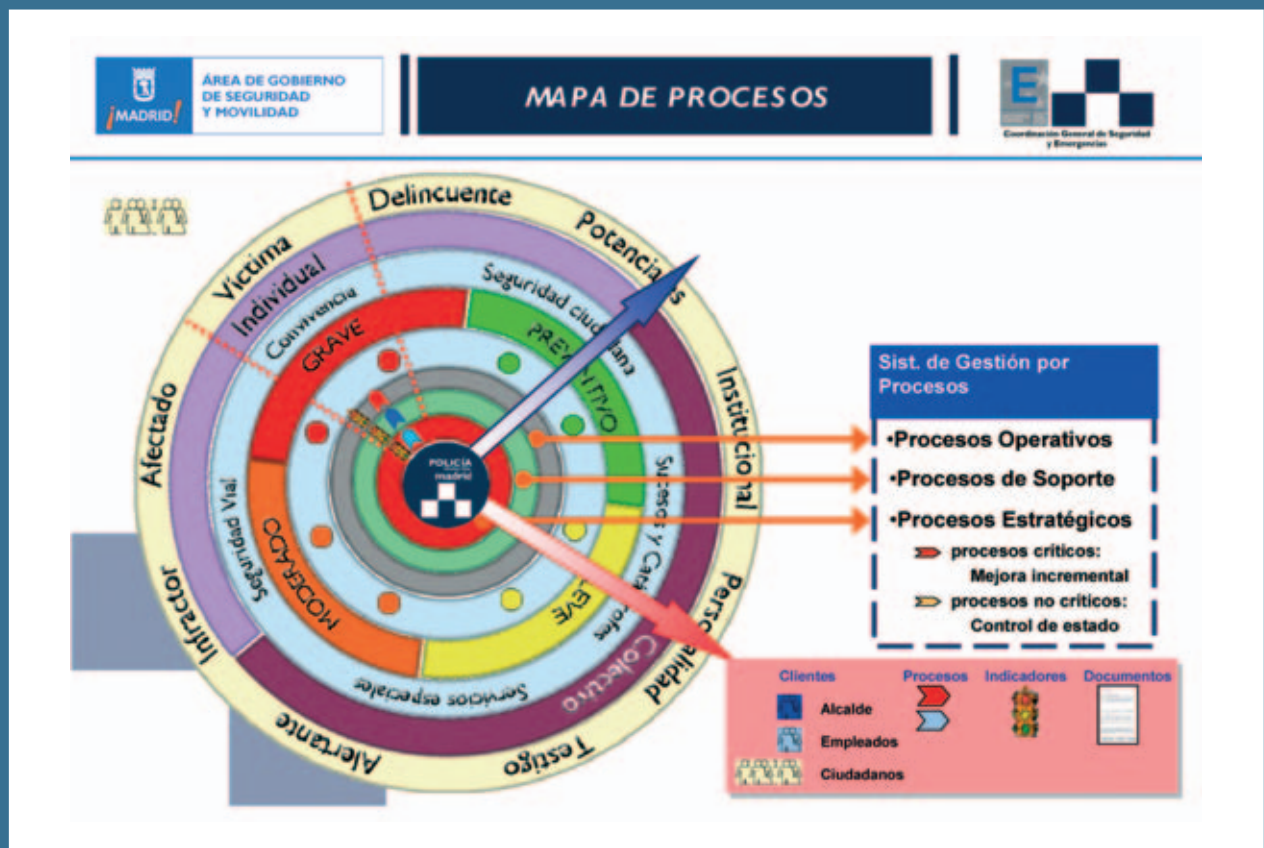 ¡MADRID!
ÁREA DE GOBIERNO
DE SEGURIDAD
Y MOVILIDAD
MAPA DE PROCESOS
E
Coordinación General de Seguridad
y Emergencias
Delincuente
Potenciales
Institucional
Personalidad
Testigo
Alertante
Infractor
Afectado
Víctima
Individual
Colectivo
Convivencia
Seguridad ciudadana
Sucesos y Catástrofes
Servicios especiales
Seguridad Vial
GRAVE
PREVENTIVO
LEVE
MODERADO
POLICÍA
madrid
Sist. de Gestión por
Procesos
•Procesos Operativos
•Procesos de Soporte
•Procesos Estratégicos
procesos críticos:
Mejora incremental
procesos no críticos:
Control de estado
Clientes Procesos Indicadores Documentos
Alcalde
Empleados
Ciudadanos